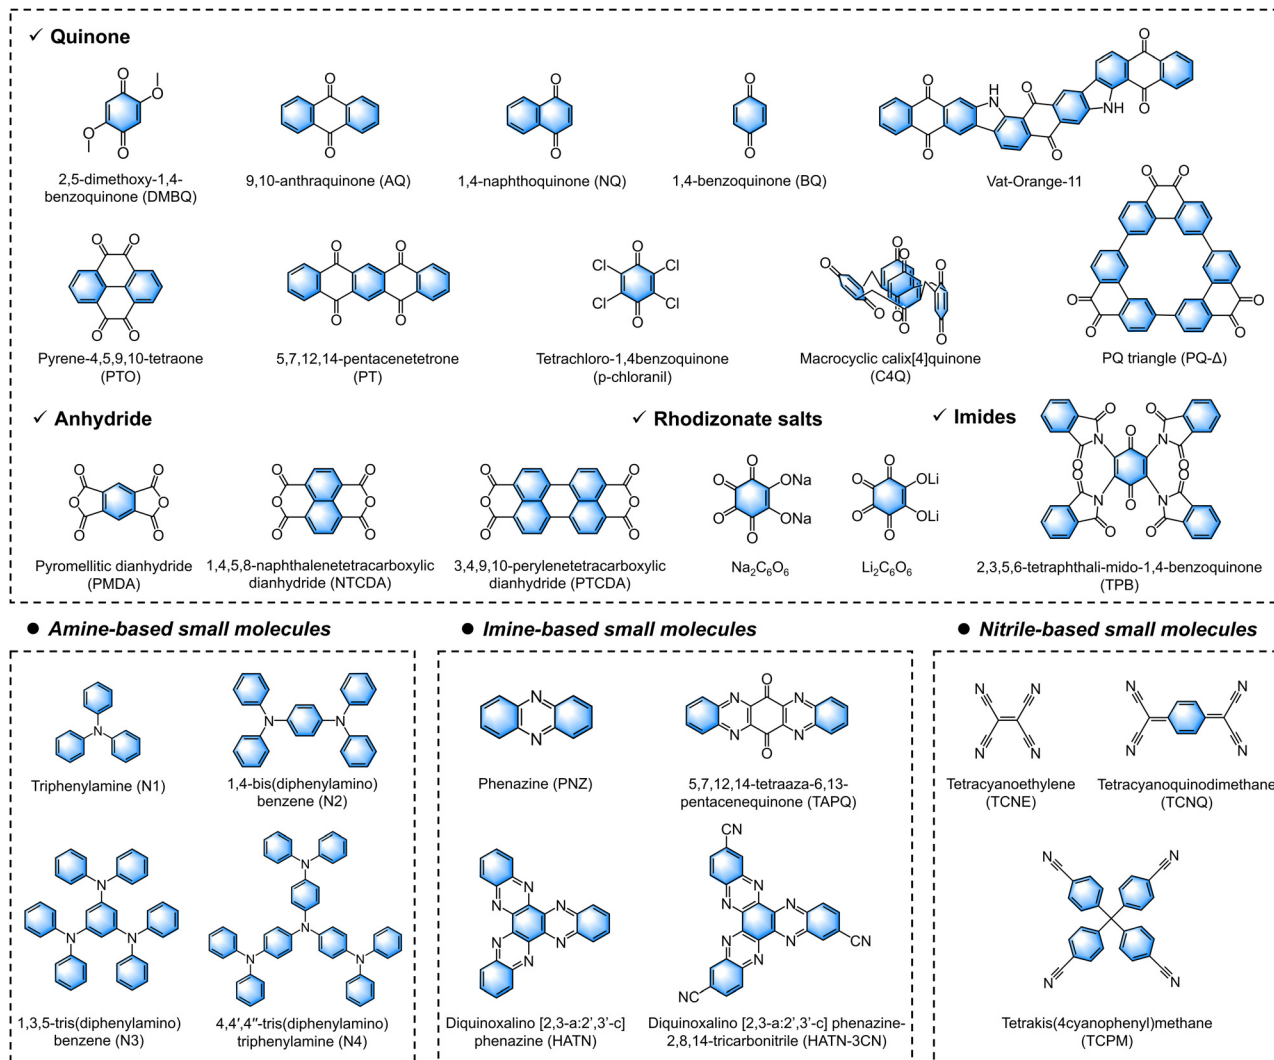 ✓ Quinone
2,5-dimethoxy-1,4-
benzoquinone (DMBQ)
9,10-anthraquinone (AQ)
1,4-naphthoquinone (NQ)
1,4-benzoquinone (BQ)
Vat-Orange-11
Pyrene-4,5,9,10-tetraone
(PTO)
5,7,12,14-pentacenetetrone
(PT)
Tetrachloro-1,4benzoquinone
(p-chloranil)
Macrocyclic calix[4]quinone
(C4Q)
PQ triangle (PQ-Δ)
✓ Anhydride
✓ Rhodizonate salts
✓ Imides
Pyromellitic dianhydride
(PMDA)
1,4,5,8-naphthalenetetracarboxylic
dianhydride (NTCDA)
3,4,9,10-perylenetetracarboxylic
dianhydride (PTCDA)
ONa
ONa
Na₂C₆O₆
OLi
OLi
Li₂C₆O₆
2,3,5,6-tetraphthali-mido-1,4-benzoquinone
(TPB)
● Amine-based small molecules
● Imine-based small molecules
● Nitrile-based small molecules
Triphenylamine (N1)
1,4-bis(diphenylamino)
benzene (N2)
Phenazine (PNZ)
5,7,12,14-tetraaza-6,13-
pentacenequinone (TAPQ)
Tetracyanoethylene
(TCNE)
Tetracyanoquinodimethane
(TCNQ)
CN
CN
NC
1,3,5-tris(diphenylamino)
benzene (N3)
4,4′,4″-tris(diphenylamino)
triphenylamine (N4)
Diquinoxalino [2,3-a:2’,3’-c]
phenazine (HATN)
Diquinoxalino [2,3-a:2’,3’-c] phenazine-
2,8,14-tricarbonitrile (HATN-3CN)
Tetrakis(4cyanophenyl)methane
(TCPM)